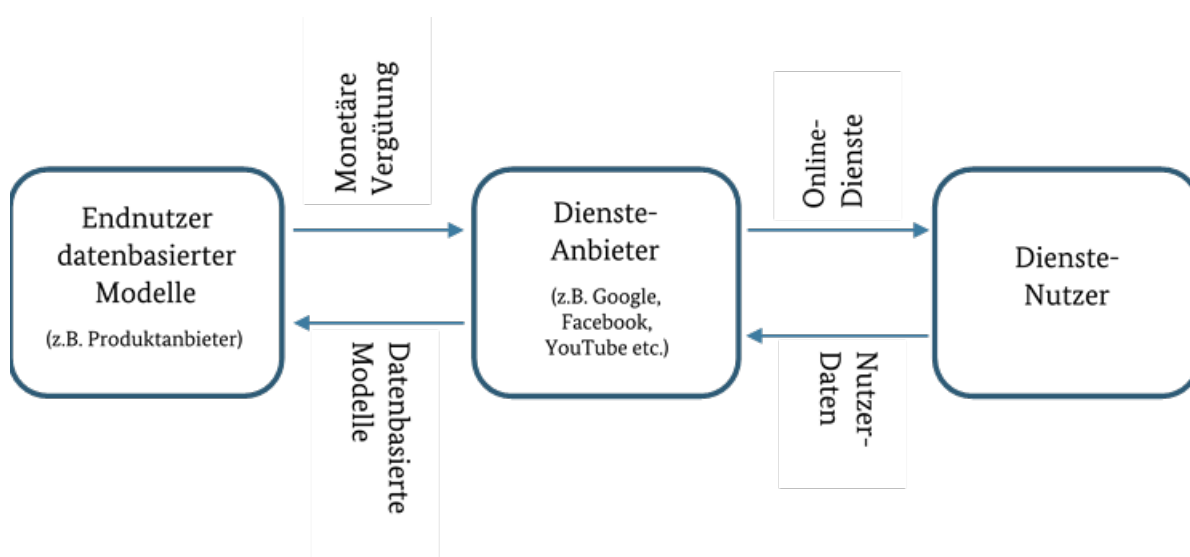 Endnutzer
datenbasierter
Modelle
(z.B. Produktanbieter)
Monetäre
Vergütung
Datenbasierte
Modelle
Dienste-
Anbieter
(z.B. Google,
Facebook,
YouTube etc.)
Online-
Dienste
Nutzer-
Daten
Dienste-
Nutzer